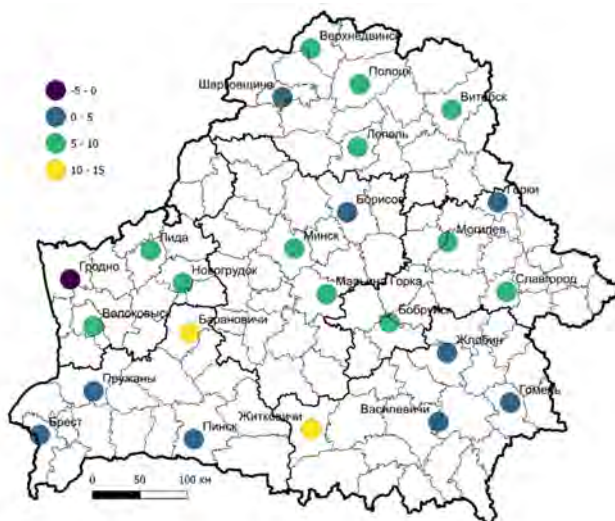 -5 - 0
0 - 5
5 - 10
10 - 15
Верхнедвинск
Полоцк
Шарковщина
Витебск
Лепель
Борисов
Горки
Лида
Минск
Могилев
Гродно
Новогрудок
Марьина Горка
Славгород
Волковыск
Барановичи
Бобруйск
Жлобин
Пружаны
Гомель
Василевичи
Житковичи
Брест
Пинск
0 50 100 км